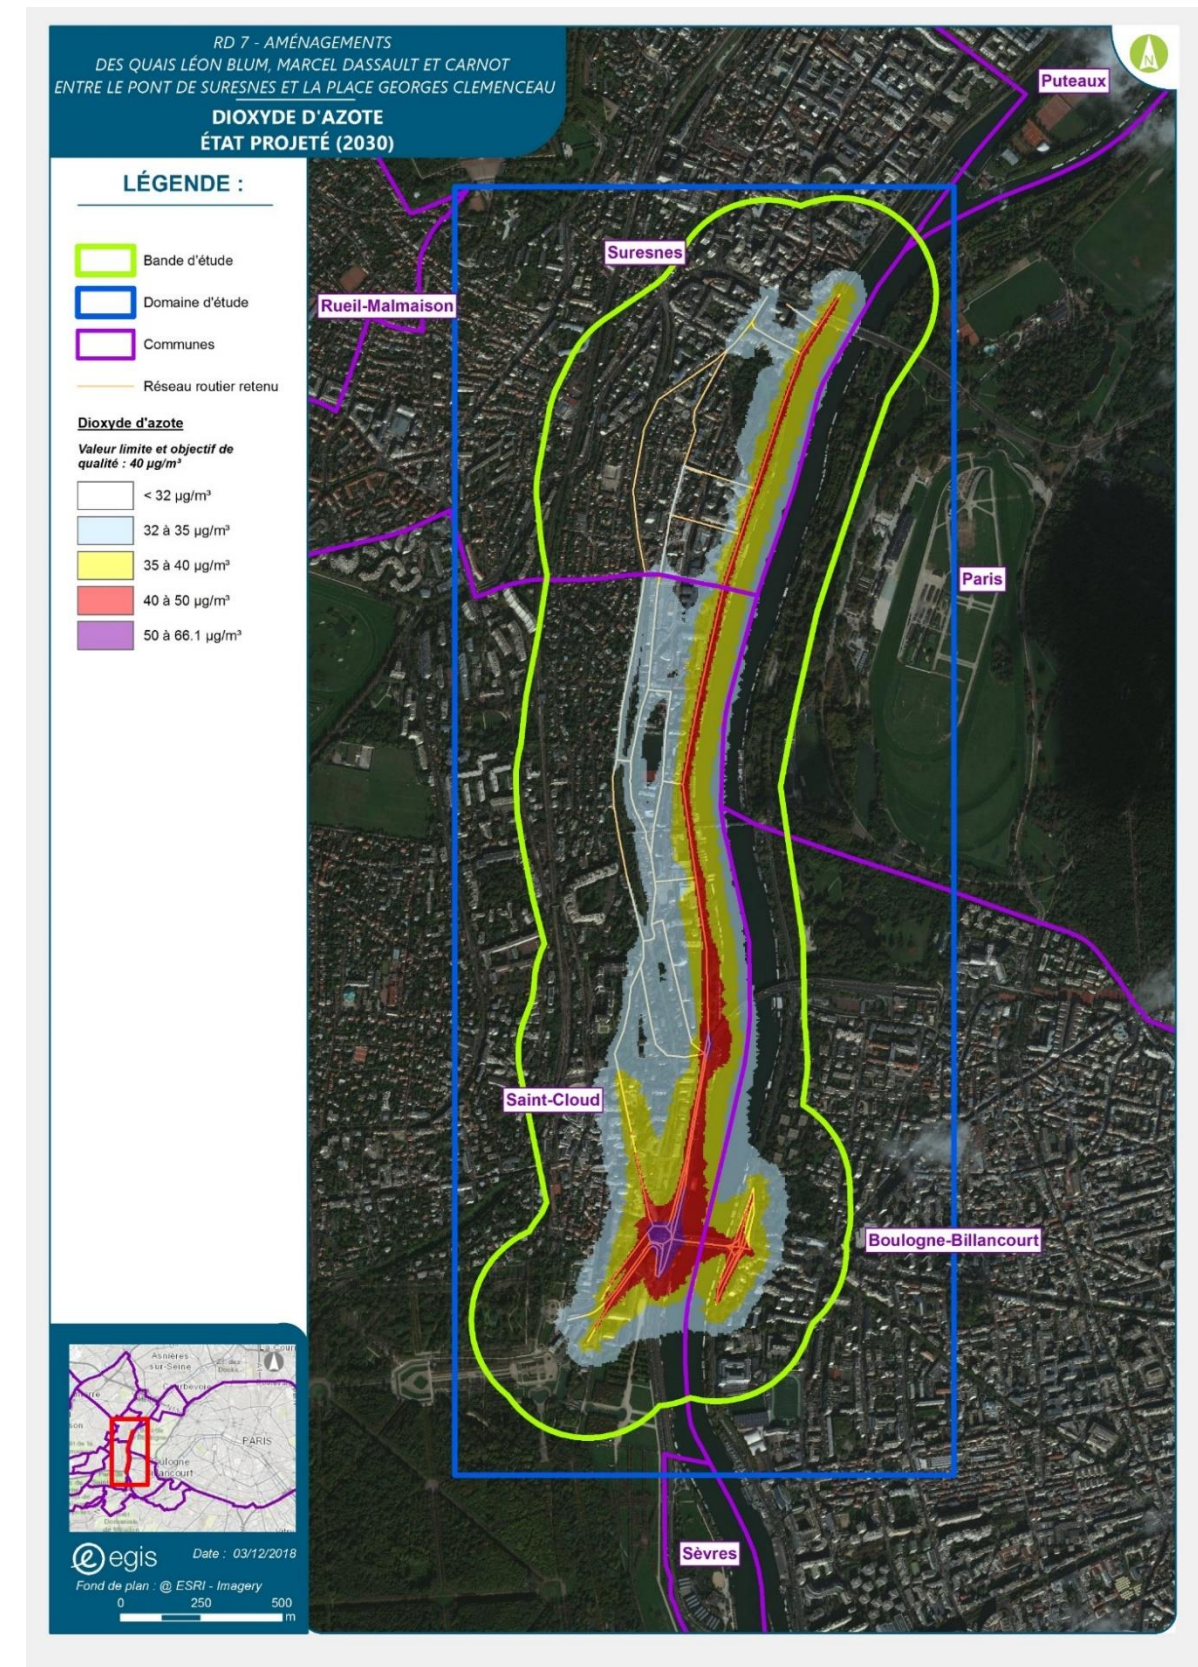 RD 7 - AMÉNAGEMENTS
DES QUAIS LÉON BLUM, MARCEL DASSAULT ET CARNOT
ENTRE LE PONT DE SURESNES ET LA PLACE GEORGES CLEMENCEAU
DIOXYDE D'AZOTE
ÉTAT PROJETÉ (2030)
N
LÉGENDE :
Bande d'étude
Domaine d'étude
Communes
Réseau routier retenu
Dioxyde d'azote
Valeur limite et objectif de
qualité : 40 µg/m³
< 32 µg/m³
32 à 35 µg/m³
35 à 40 µg/m³
40 à 50 µg/m³
50 à 66.1 µg/m³
Puteaux
Suresnes
Rueil-Malmaison
Paris
Saint-Cloud
Boulogne-Billancourt
Sèvres
Asnières
sur-Seine
PARIS
egis
Date : 03/12/2018
Fond de plan : @ ESRI - Imagery
0 250 500
m